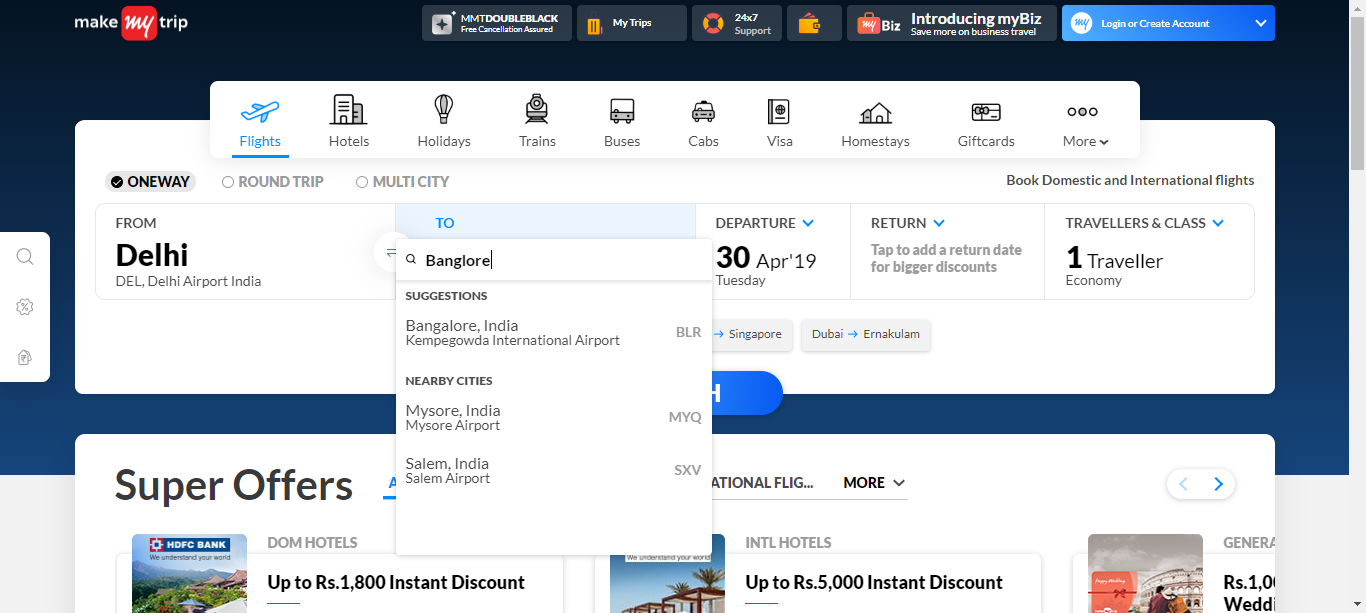 make my trip
MMTDOUBLEBLACK
Free Cancellation Assured
My Trips
24x7
Support
my Biz
Introducing myBiz
Save more on business travel
my
Login or Create Account
Flights
Hotels
Holidays
Trains
Buses
Cabs
Visa
Homestays
Giftcards
More
ONEWAY
ROUND TRIP
MULTI CITY
Book Domestic and International flights
FROM
Delhi
DEL, Delhi Airport India
TO
Banglore
SUGGESTIONS
Bangalore, India
Kempegowda International Airport
BLR
NEARBY CITIES
Mysore, India
Mysore Airport
MYQ
Salem, India
Salem Airport
SXV
DEPARTURE
30 Apr'19
Tuesday
RETURN
Tap to add a return date
for bigger discounts
TRAVELLERS & CLASS
1 Traveller
Economy
→ Singapore
Dubai → Ernakulam
H
Super Offers
A
ATIONAL FLIG...
MORE
HDFC BANK
We understand your world
DOM HOTELS
Up to Rs.1,800 Instant Discount
We understand your world
INTL HOTELS
Up to Rs.5,000 Instant Discount
Happy Wedding
my
GENERA
Rs.1,00
Weddi